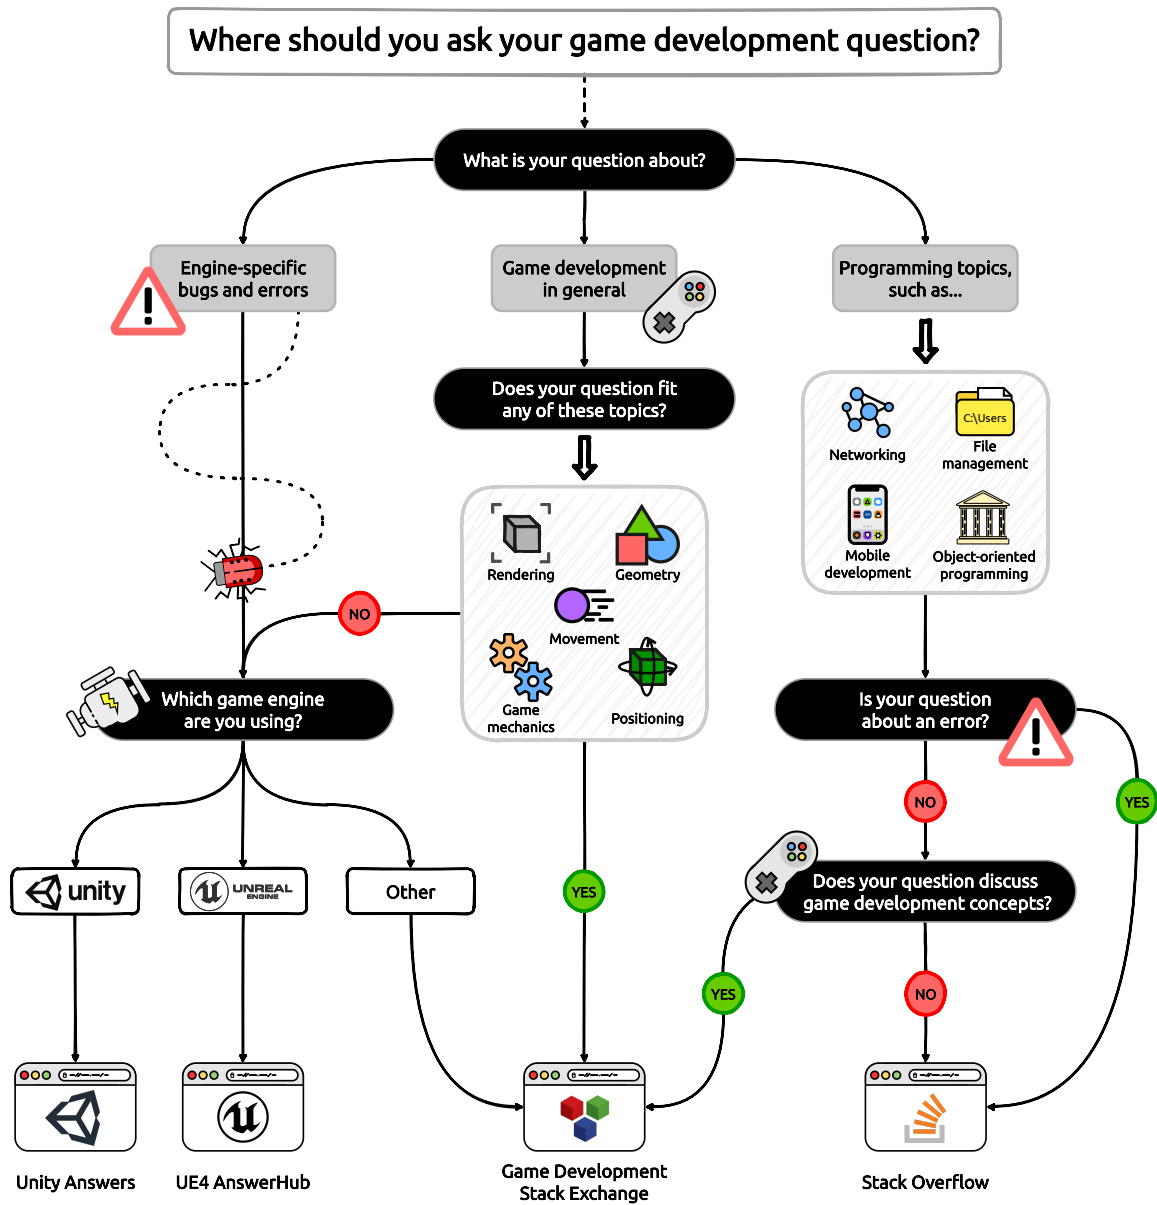 Where should you ask your game development question?
What is your question about?
Engine-specific
bugs and errors
Game development
in general
Programming topics,
such as...
Does your question fit
any of these topics?
Networking
C:\Users
File
management
Mobile
development
Object-oriented
programming
Rendering
Geometry
Movement
Game
mechanics
Positioning
NO
Which game engine
are you using?
Is your question
about an error?
NO
YES
unity
UNREAL
ENGINE
Other
YES
Does your question discuss
game development concepts?
YES
NO
Unity Answers
UE4 AnswerHub
Game Development
Stack Exchange
Stack Overflow